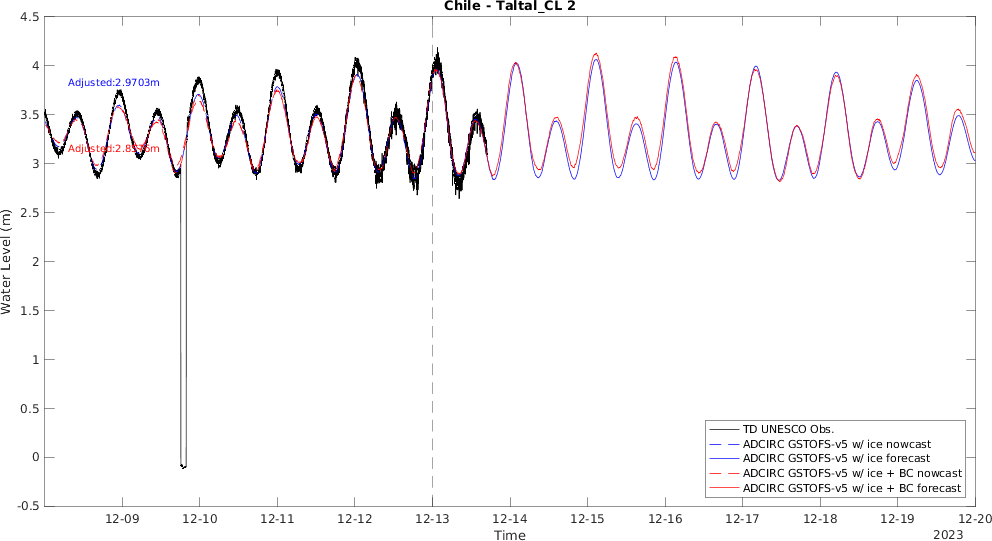 Chile - Taltal_CL 2
4.5
4
3.5
3
2.5
2
1.5
1
0.5
0
-0.5
Water Level (m)
Adjusted:2.9703m
12-09
12-10
12-11
12-12
12-13
12-14
12-15
12-16
12-17
12-18
12-19
12-20
Time
2023
TD UNESCO Obs.
ADCIRC GSTOFS-v5 w/ ice nowcast
ADCIRC GSTOFS-v5 w/ ice forecast
ADCIRC GSTOFS-v5 w/ ice + BC nowcast
ADCIRC GSTOFS-v5 w/ ice + BC forecast